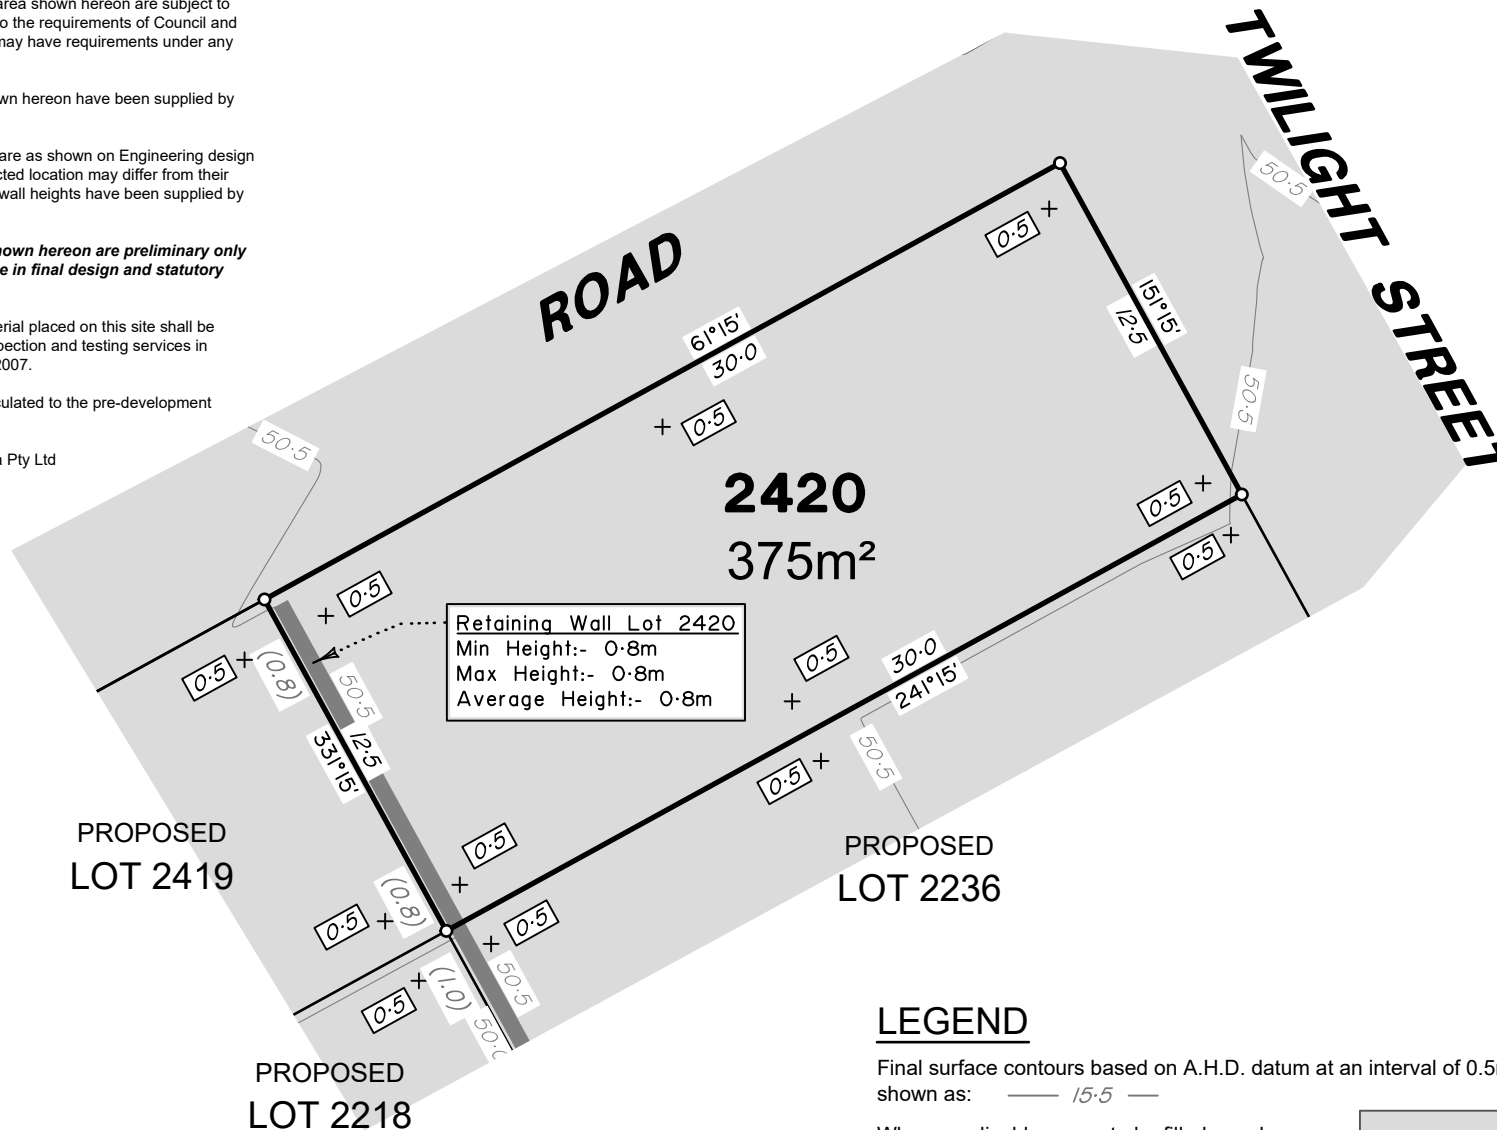 area shown hereon are subject to
o the requirements of Council and
may have requirements under any
wn hereon have been supplied by
are as shown on Engineering design
cted location may differ from their
wall heights have been supplied by
hown hereon are preliminary only
e in final design and statutory
erial placed on this site shall be
pection and testing services in
2007.
culated to the pre-development
n Pty Ltd
TWILIGHT STREET
ROAD
50·5
0·5
61°15'
30·0
151°15'
12·5
50·5
0·5
50·5
2420
375m²
0·5
0·5
0·5
Retaining Wall Lot 2420
Min Height:- 0·8m
Max Height:- 0·8m
Average Height:- 0·8m
0·5
(0.8)
50·5
331°15'
12·5
0·5
30·0
241°15'
50·5
0·5
PROPOSED
LOT 2419
PROPOSED
LOT 2236
0·5
(0.8)
0·5
0·5
0·5
(1.0)
50·5
50·0
PROPOSED
LOT 2218
LEGEND
Final surface contours based on A.H.D. datum at an interval of 0.5
shown as: 15·5